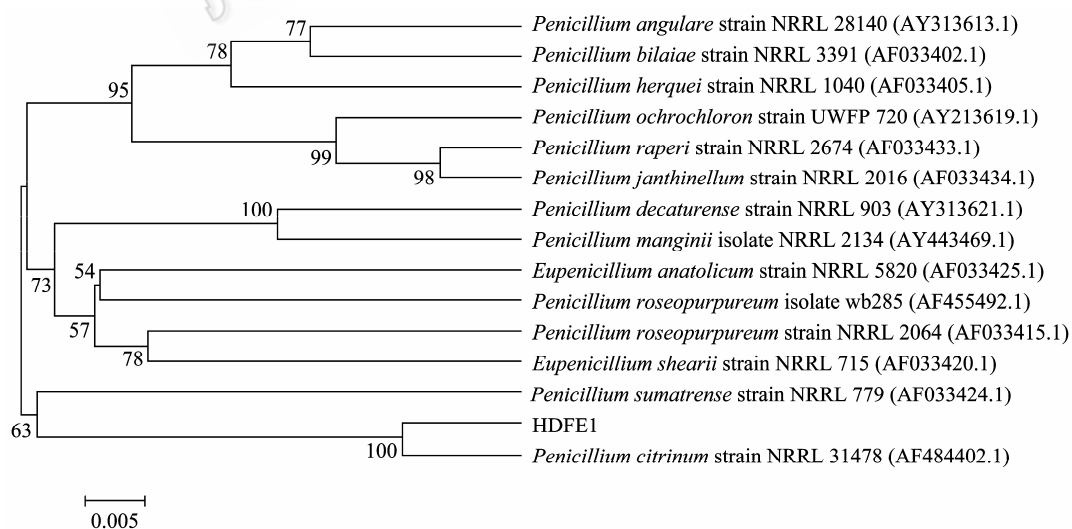 77
Penicillium angulare strain NRRL 28140 (AY313613.1)
78
Penicillium bilaiae strain NRRL 3391 (AF033402.1)
95
Penicillium herquei strain NRRL 1040 (AF033405.1)
Penicillium ochrochloron strain UWFP 720 (AY213619.1)
99
Penicillium raperi strain NRRL 2674 (AF033433.1)
98
Penicillium janthinellum strain NRRL 2016 (AF033434.1)
100
Penicillium decaturense strain NRRL 903 (AY313621.1)
Penicillium manginii isolate NRRL 2134 (AY443469.1)
54
Eupenicillium anatolicum strain NRRL 5820 (AF033425.1)
73
Penicillium roseopurpureum isolate wb285 (AF455492.1)
57
Penicillium roseopurpureum strain NRRL 2064 (AF033415.1)
78
Eupenicillium shearii strain NRRL 715 (AF033420.1)
Penicillium sumatrense strain NRRL 779 (AF033424.1)
63
HDFE1
100
Penicillium citrinum strain NRRL 31478 (AF484402.1)
0.005